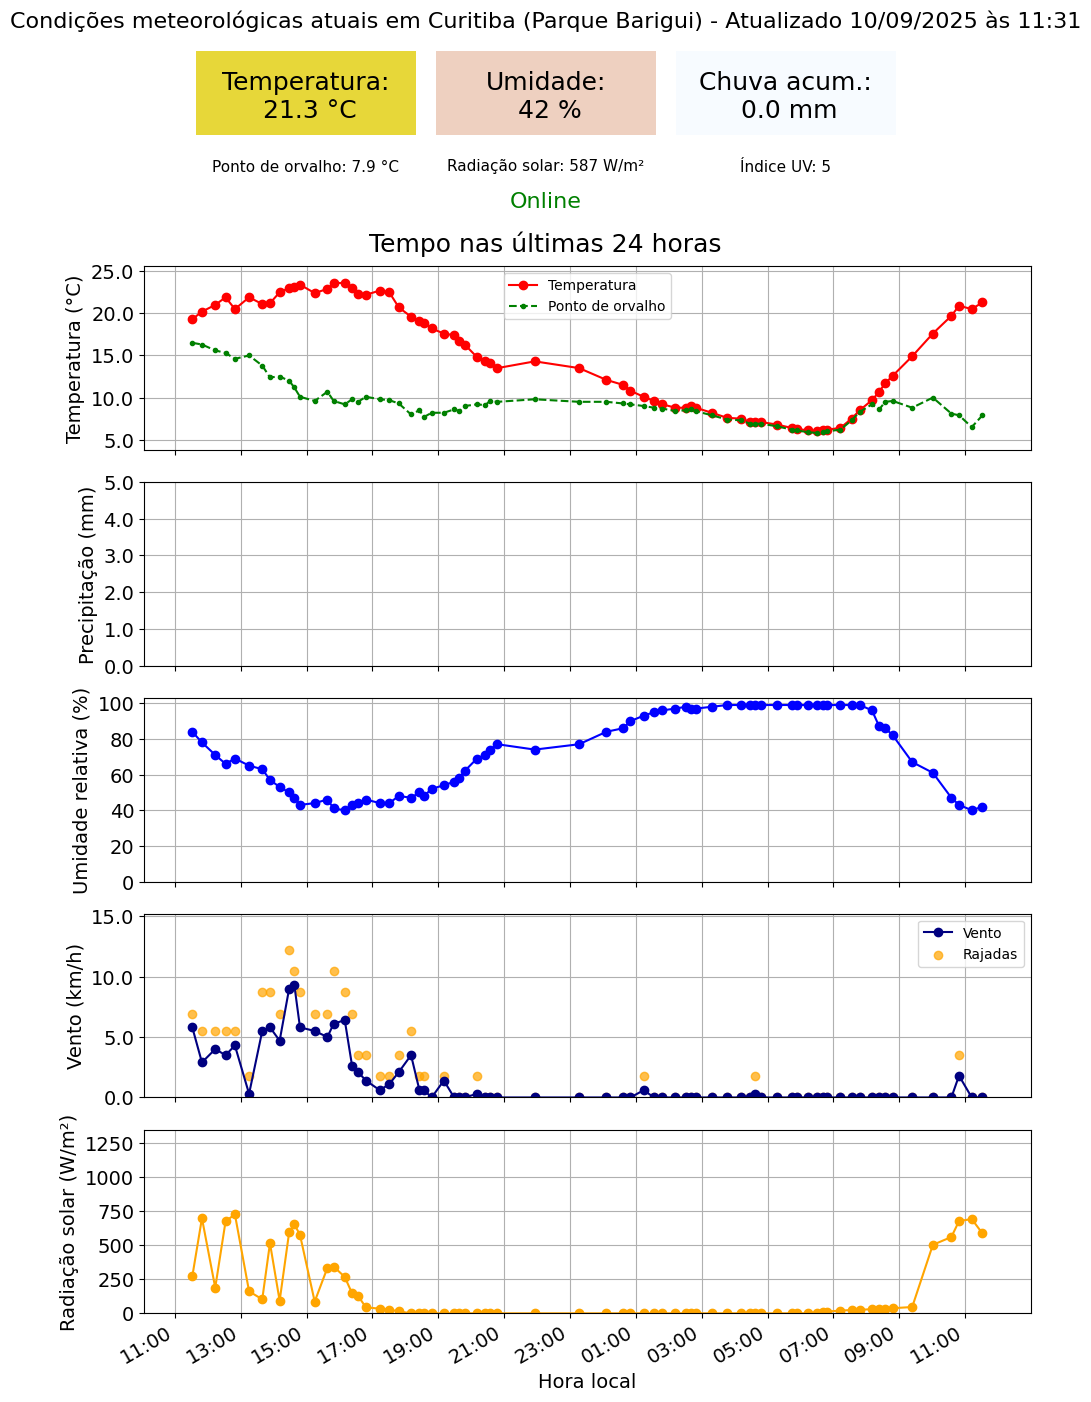 Condições meteorológicas atuais em Curitiba (Parque Barigui) - Atualizado 10/09/2025 às 11:31
Temperatura:
21.3 °C
Umidade:
42 %
Chuva acum.:
0.0 mm
Ponto de orvalho: 7.9 °C
Radiação solar: 587 W/m²
Índice UV: 5
Online
Tempo nas últimas 24 horas
Temperatura (°C)
25.0
20.0
15.0
10.0
5.0
Temperatura
Ponto de orvalho
Precipitação (mm)
5.0
4.0
3.0
2.0
1.0
0.0
Umidade relativa (%)
100
80
60
40
20
0
Vento (km/h)
15.0
10.0
5.0
0.0
Vento
Rajadas
Radiação solar (W/m²)
1250
1000
750
500
250
0
11:00
13:00
15:00
17:00
19:00
21:00
23:00
01:00
03:00
05:00
07:00
09:00
11:00
Hora local